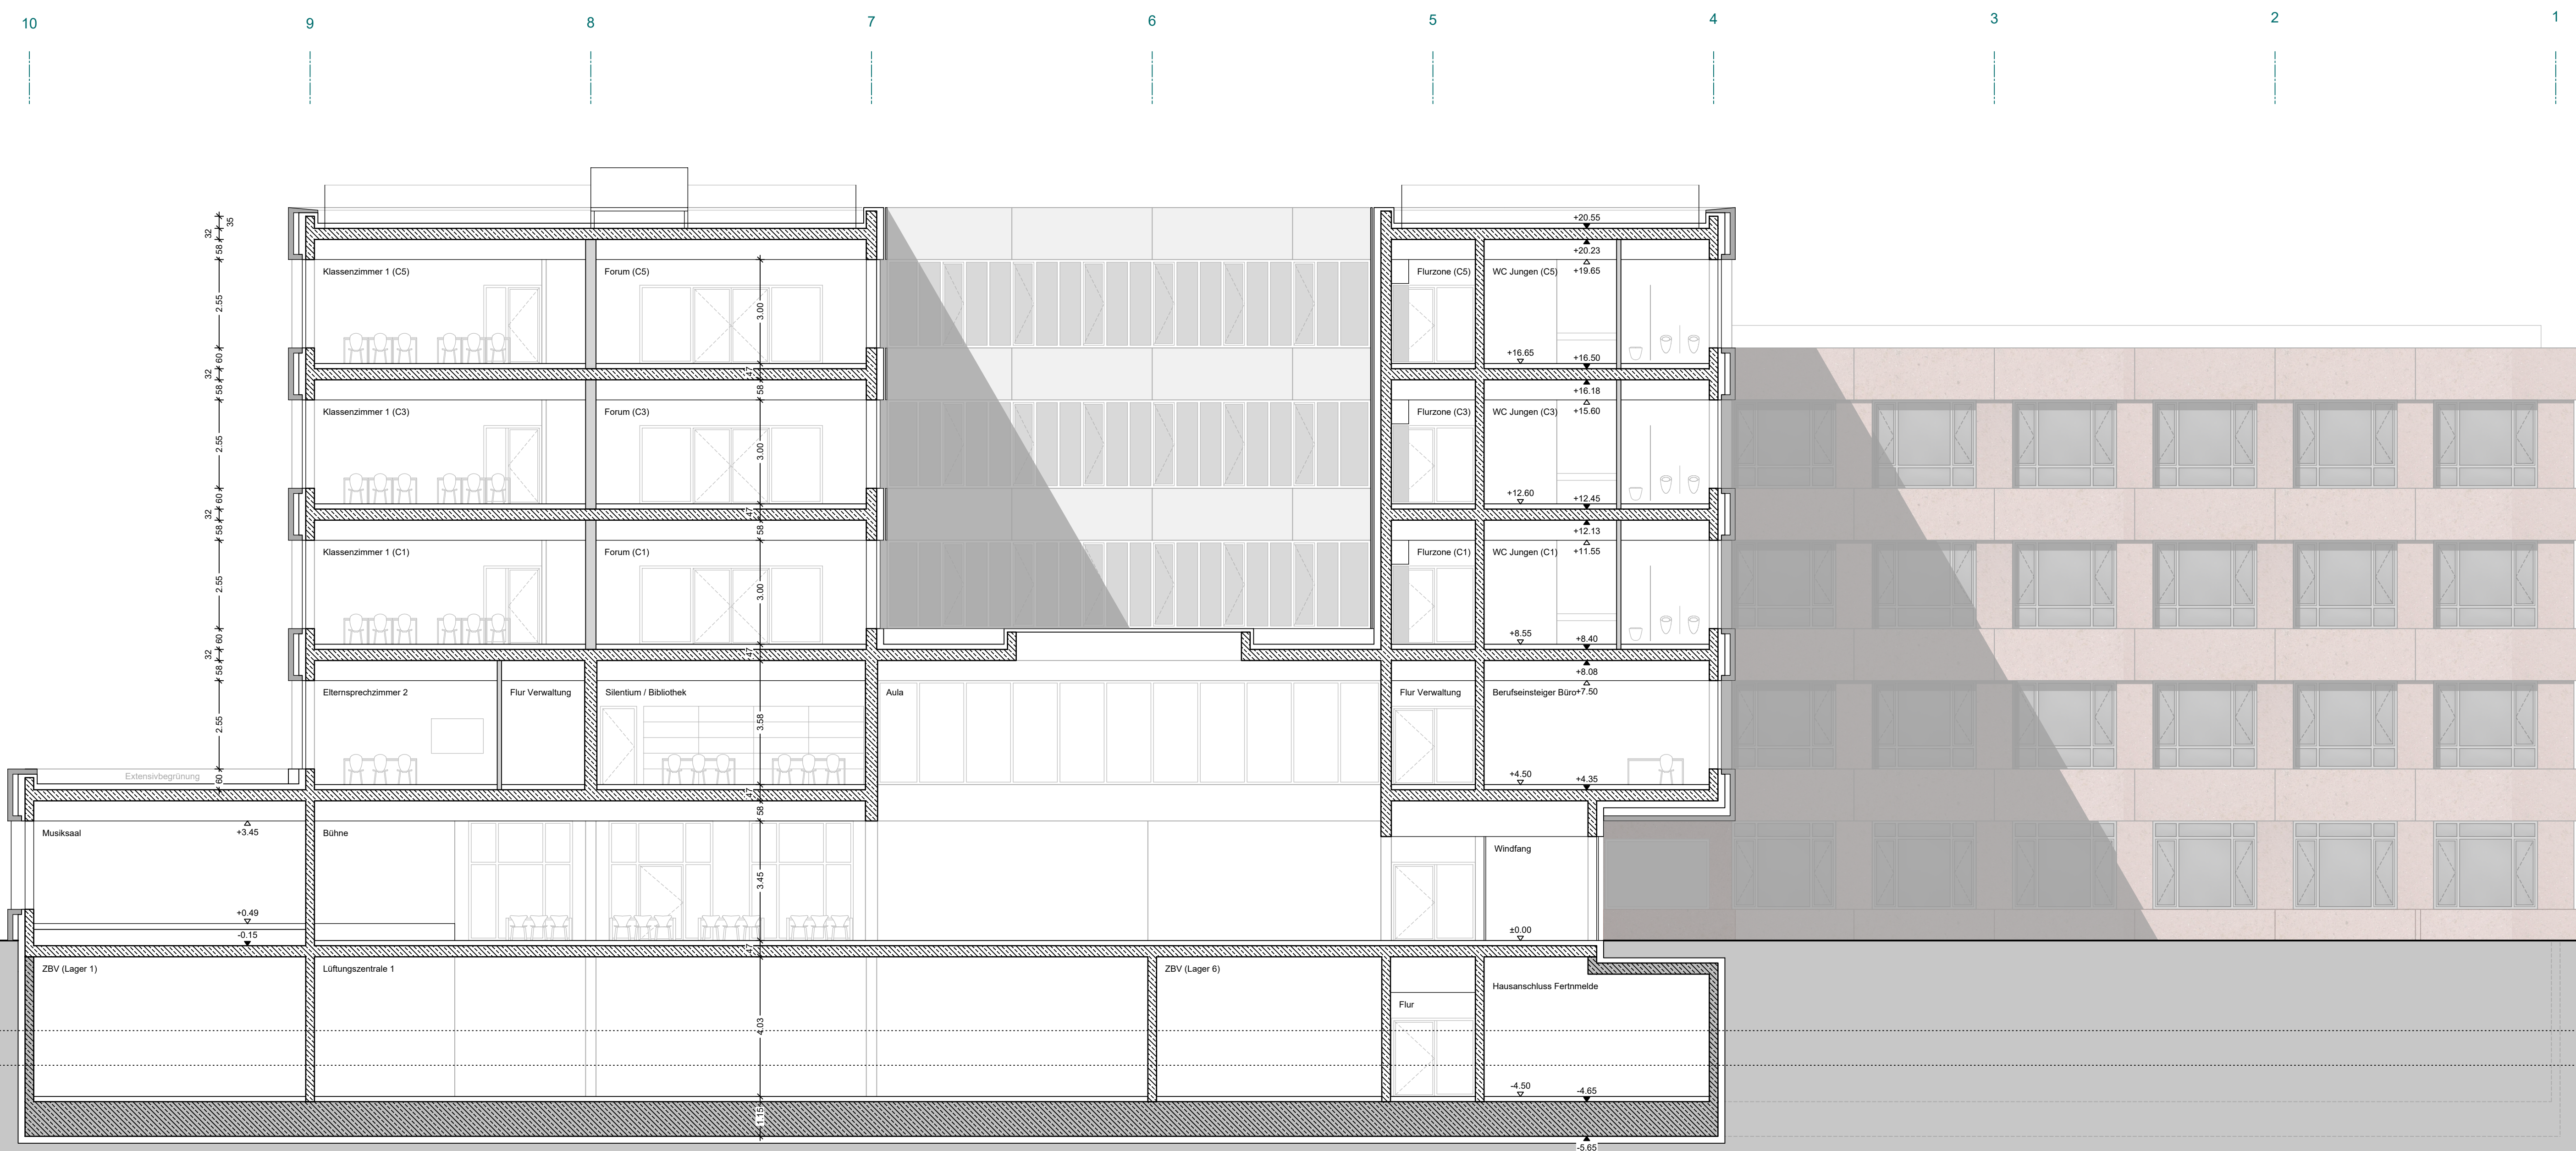 10 9 8 7 6 5 4 3 2 1
35
32
58
2.55
60
32
58
2.55
60
32
58
2.55
60
32
58
2.55
60
Klassenzimmer 1 (C5)
Forum (C5)
3.00
47
58
Flurzone (C5)
WC Jungen (C5)
+20.55
+20.23
+19.65
+16.65
+16.50
Klassenzimmer 1 (C3)
Forum (C3)
3.00
47
58
Flurzone (C3)
WC Jungen (C3)
+16.18
+15.60
+12.60
+12.45
Klassenzimmer 1 (C1)
Forum (C1)
3.00
47
Flurzone (C1)
WC Jungen (C1)
+12.13
+11.55
+8.55
+8.40
Elternsprechzimmer 2
Flur Verwaltung
Silentium / Bibliothek
3.58
47
58
Aula
Flur Verwaltung
Berufseinsteiger Büro
+8.08
+7.50
+4.50
+4.35
Extensivbegrünung
Musiksaal
+3.45
+0.49
-0.15
Bühne
3.45
47
Windfang
±0.00
ZBV (Lager 1)
Lüftungszentrale 1
4.03
1.15
ZBV (Lager 6)
Flur
Hausanschluss Fertnmelde
-4.50
-4.65
-5.65